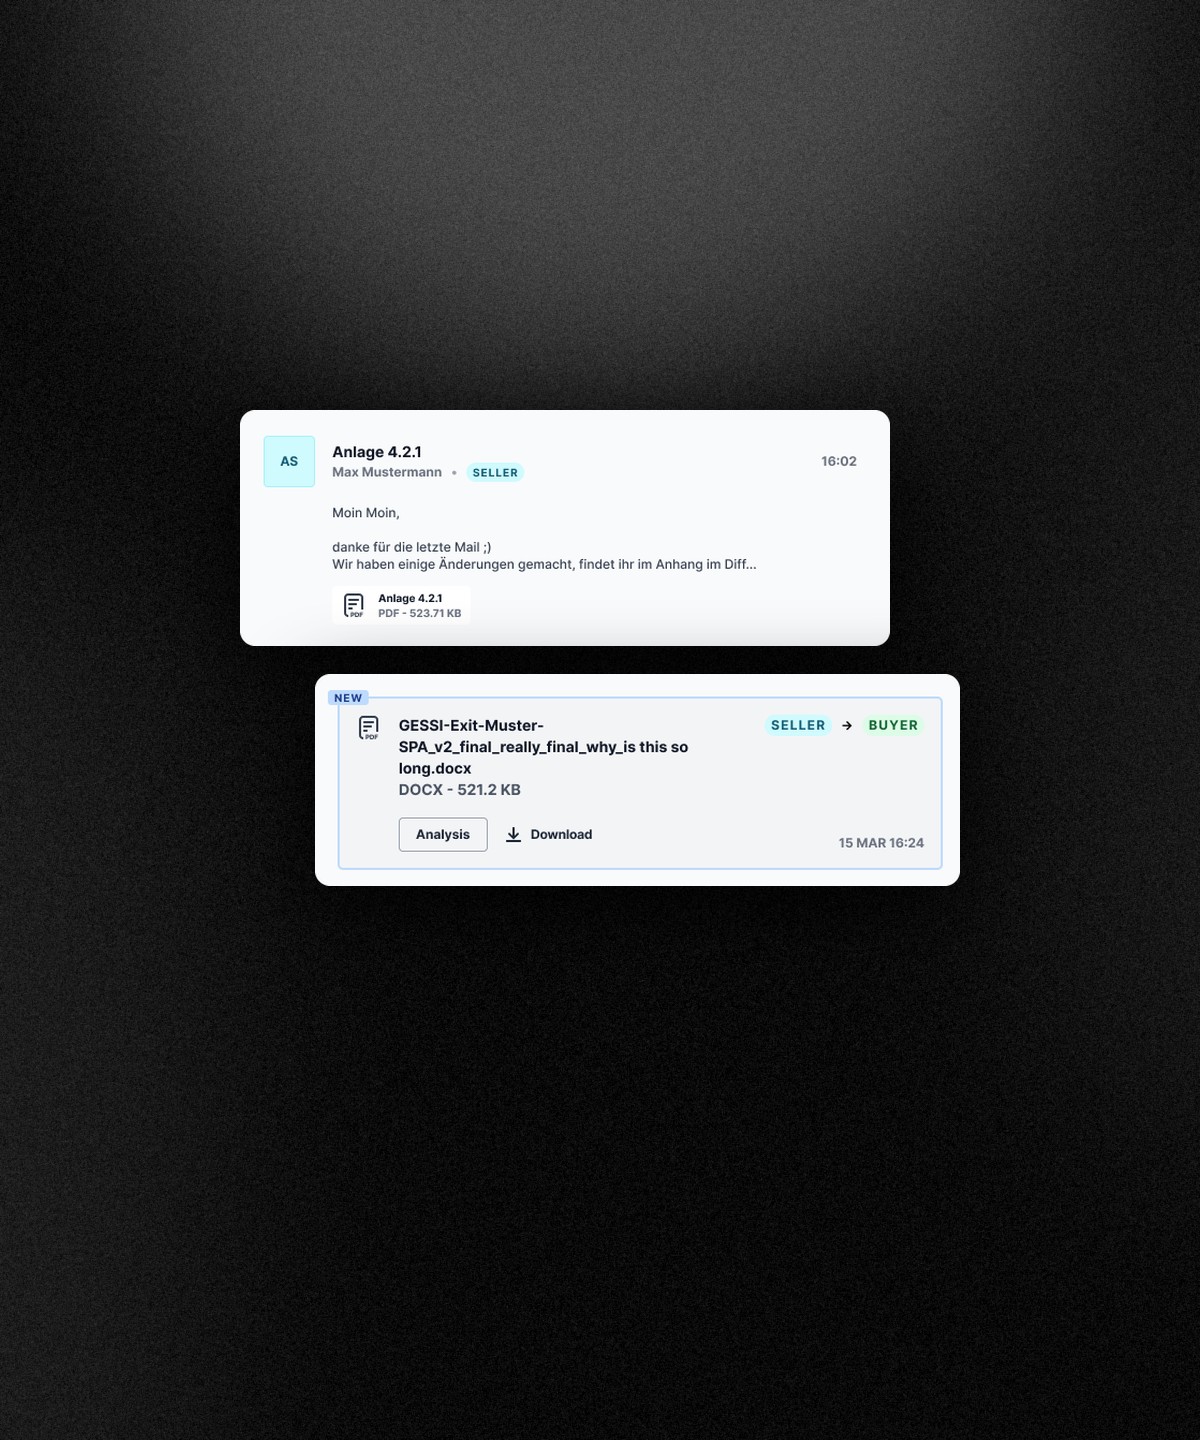 AS
Anlage 4.2.1
Max Mustermann • SELLER
16:02
Moin Moin,
danke für die letzte Mail ;)
Wir haben einige Änderungen gemacht, findet ihr im Anhang im Diff...
PDF
Anlage 4.2.1
PDF - 523.71 KB
NEW
PDF
GESSI-Exit-Muster-
SPA_v2_final_really_final_why_is this so
long.docx
DOCX - 521.2 KB
SELLER → BUYER
Analysis
Download
15 MAR 16:24